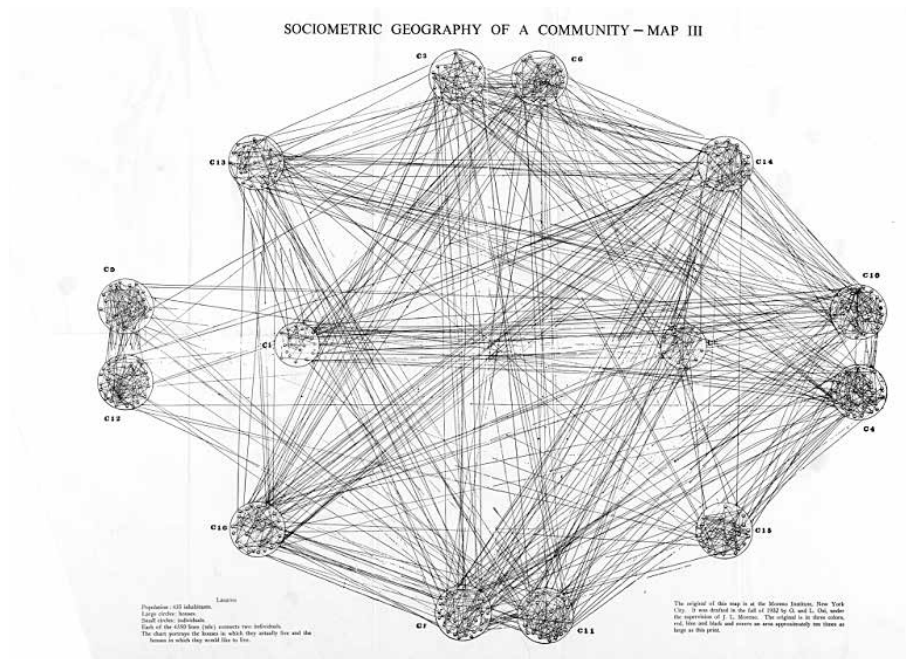 SOCIOMETRIC GEOGRAPHY OF A COMMUNITY — MAP III
C3
C6
C13
C14
C9
C10
C1
C12
C4
C16
C15
C11
LEGEND
Population: 435 inhabitants.
Large circles: houses.
Small circles: individuals.
Each of the 4350 lines (tele) connects two individuals.
The chart portrays the houses in which they actually live and the
houses in which they would like to live.
The original of this map is at the Moreno Institute, New York
City. It was drafted in the fall of 1932 by G. and L. Osi, under
the supervision of J. L. Moreno. The original is in three colors,
red, blue and black and covers an area approximately ten times as
large as this print.